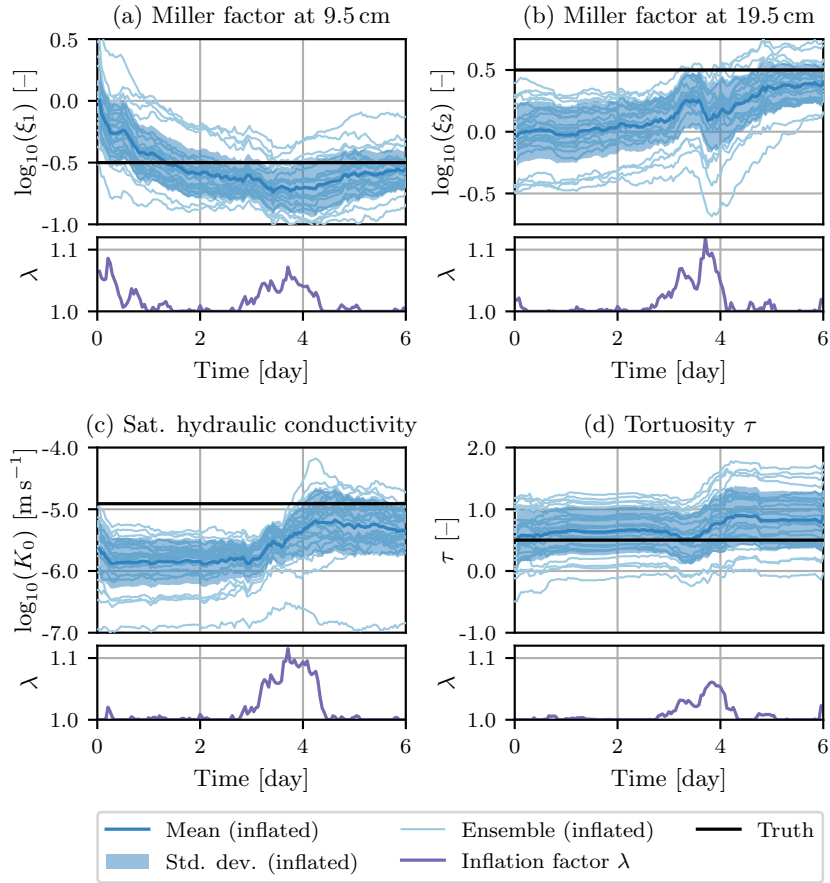 (a) Miller factor at 9.5 cm
(b) Miller factor at 19.5 cm
log₁₀(ξ₁) [–]
0.5
0.0
-0.5
-1.0
λ
1.1
1.0
0 2 4 6
Time [day]
log₁₀(ξ₂) [–]
0.5
0.0
-0.5
λ
1.1
1.0
0 2 4 6
Time [day]
(c) Sat. hydraulic conductivity
(d) Tortuosity τ
log₁₀(K₀) [m s⁻¹]
-4.0
-5.0
-6.0
-7.0
λ
1.1
1.0
0 2 4 6
Time [day]
τ [–]
2.0
1.0
0.0
-1.0
λ
1.1
1.0
0 2 4 6
Time [day]
Mean (inflated) Ensemble (inflated) Truth
Std. dev. (inflated) Inflation factor λ